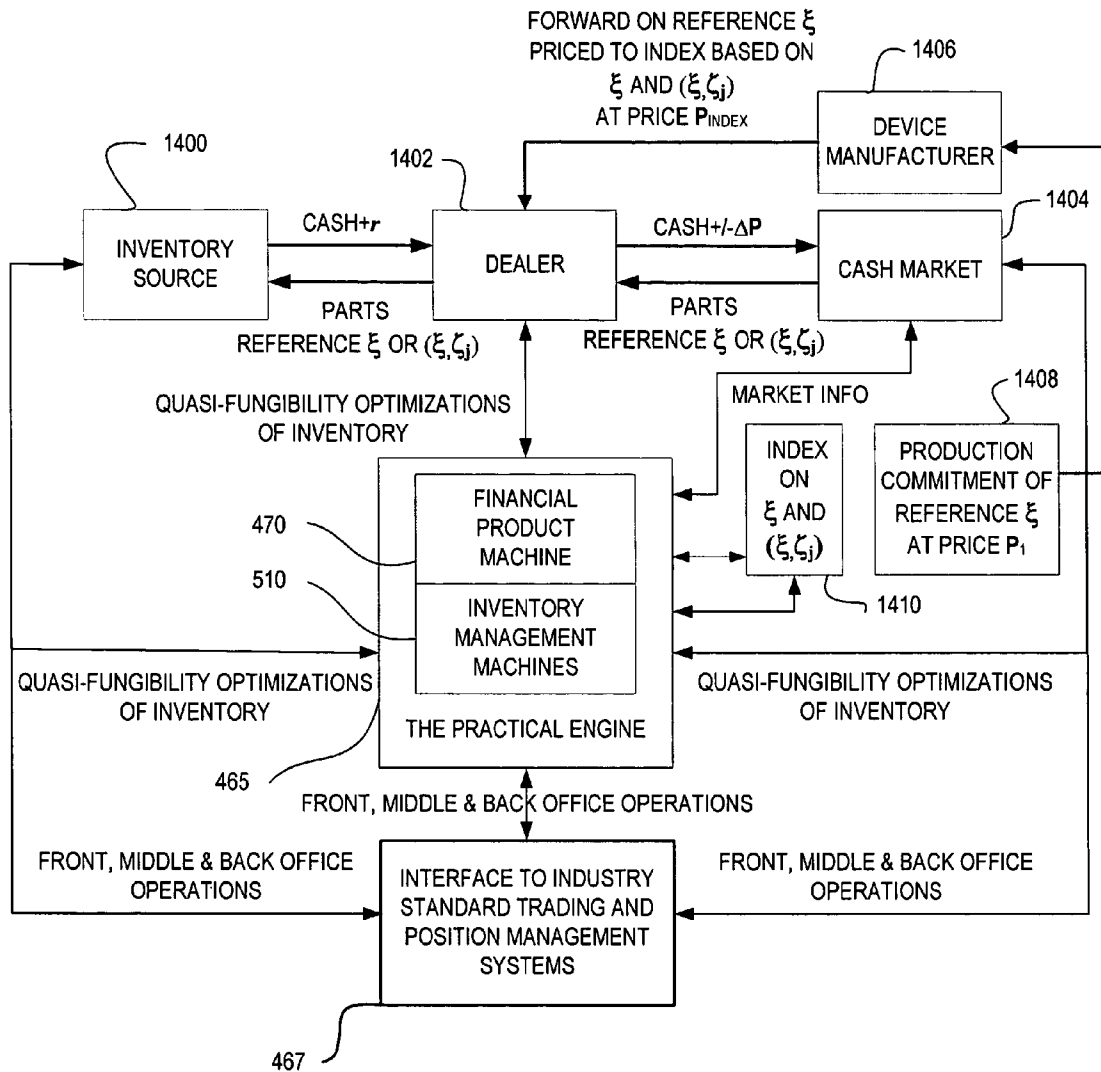 FORWARD ON REFERENCE ξ
PRICED TO INDEX BASED ON
ξ AND (ξ,ζj)
AT PRICE PINDEX
1406
DEVICE
MANUFACTURER
1400
1402
1404
INVENTORY
SOURCE
CASH+r
DEALER
CASH+/-ΔP
CASH MARKET
PARTS
REFERENCE ξ OR (ξ,ζj)
PARTS
REFERENCE ξ OR (ξ,ζj)
MARKET INFO
1408
QUASI-FUNGIBILITY OPTIMIZATIONS
OF INVENTORY
INDEX
ON
ξ AND
(ξ,ζj)
PRODUCTION
COMMITMENT OF
REFERENCE ξ
AT PRICE P1
470
FINANCIAL
PRODUCT
MACHINE
510
INVENTORY
MANAGEMENT
MACHINES
1410
QUASI-FUNGIBILITY OPTIMIZATIONS
OF INVENTORY
THE PRACTICAL ENGINE
QUASI-FUNGIBILITY OPTIMIZATIONS
OF INVENTORY
465
FRONT, MIDDLE & BACK OFFICE OPERATIONS
FRONT, MIDDLE & BACK OFFICE
OPERATIONS
INTERFACE TO INDUSTRY
STANDARD TRADING AND
POSITION MANAGEMENT
SYSTEMS
FRONT, MIDDLE & BACK OFFICE
OPERATIONS
467